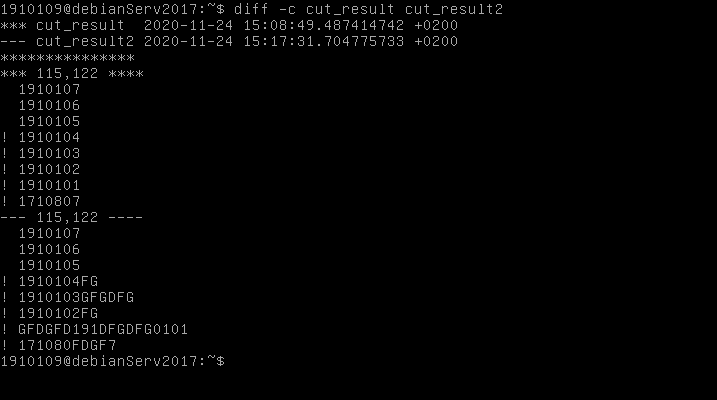 1910109@debianServ2017:~$ diff -c cut_result cut_result2
*** cut_result  2020-11-24 15:08:49.487414742 +0200
--- cut_result2 2020-11-24 15:17:31.704775733 +0200
***************
*** 115,122 ****
  1910107
  1910106
  1910105
! 1910104
! 1910103
! 1910102
! 1910101
! 1710807
--- 115,122 ----
  1910107
  1910106
  1910105
! 1910104FG
! 1910103GFGDFG
! 1910102FG
! GFDGFD191DFGDFG0101
! 171080FDGF7
1910109@debianServ2017:~$